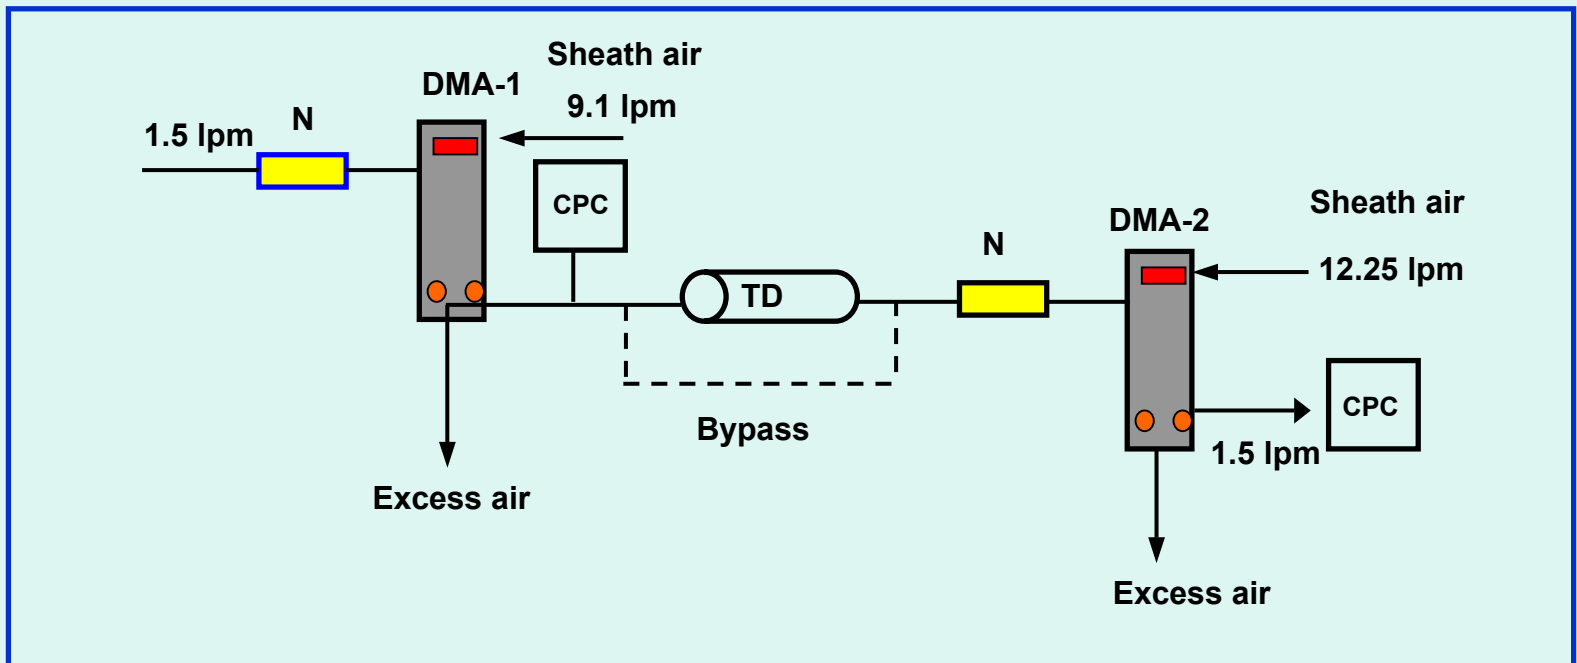 Sheath air
DMA-1
9.1 lpm
N
1.5 lpm
CPC
Sheath air
DMA-2
N
12.25 lpm
TD
CPC
Bypass
1.5 lpm
Excess air
Excess air